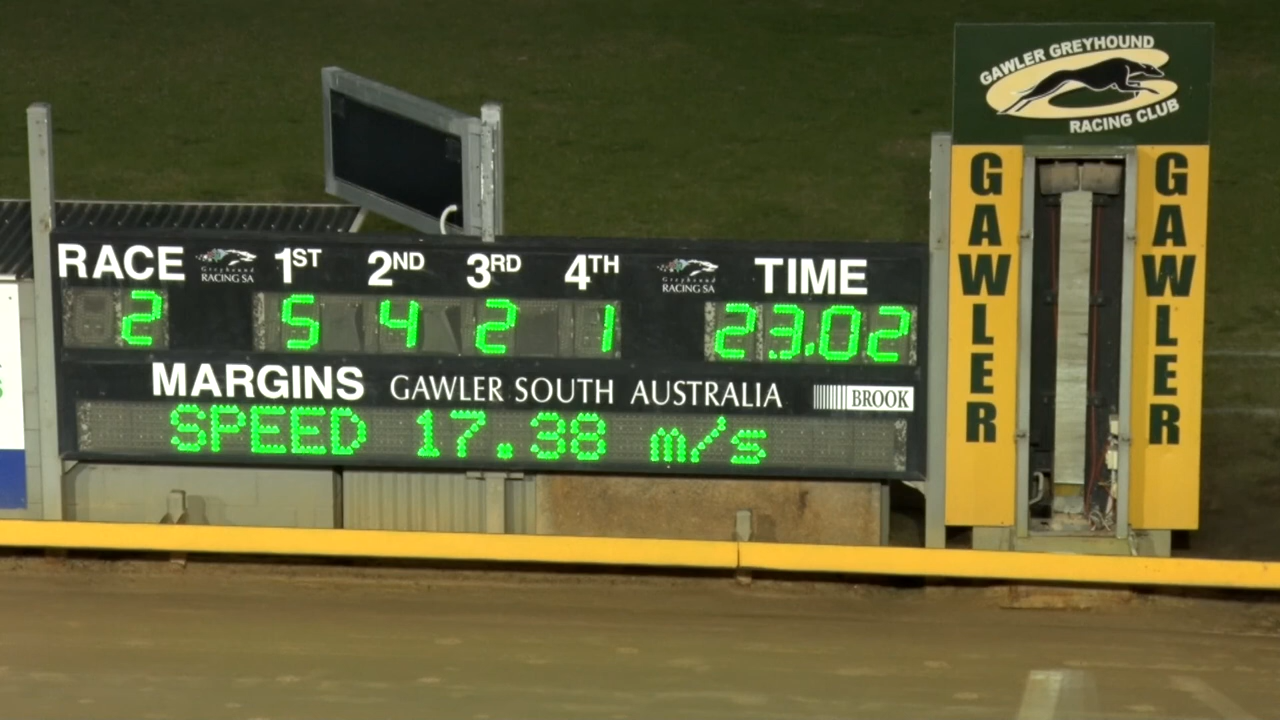 GAWLER GREYHOUND
RACING CLUB
GAWLER
GAWLER
RACE 1ST 2ND 3RD 4TH TIME
Greyhound
RACING SA
Greyhound
RACING SA
2 5 4 2 1 23.02
MARGINS GAWLER SOUTH AUSTRALIA BROOK
SPEED 17.38 m/s